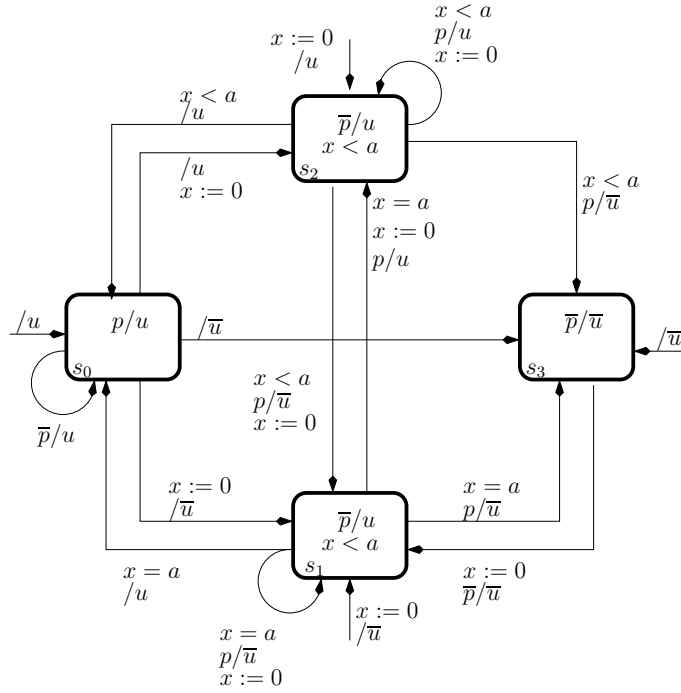 x := 0
/u
x < a
p/u
x := 0
x < a
/u
p̅/u
x < a
s₂
/u
x := 0
x < a
p/u̅
x = a
x := 0
p/u
/u
p/u
s₀
/u̅
p̅/u̅
s₃
/u̅
p̅/u
x < a
p/u̅
x := 0
x := 0
/u̅
p̅/u
x < a
s₁
x = a
p/u̅
x = a
/u
x := 0
p̅/u̅
x := 0
/u̅
x = a
p/u̅
x := 0